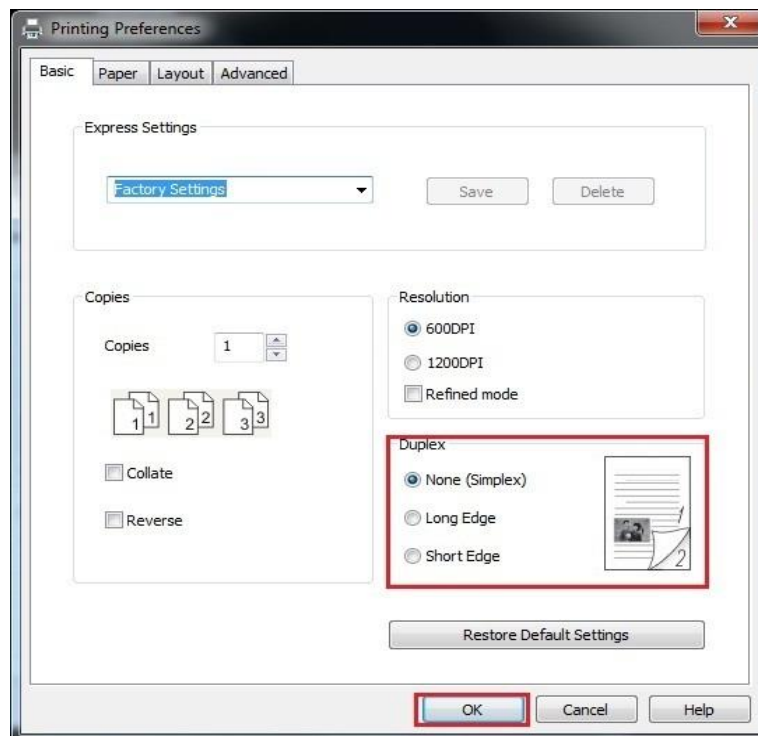 Printing Preferences
Basic Paper Layout Advanced
Express Settings
Factory Settings Save Delete
Copies
Copies 1
1 1 2 2 3 3
Collate
Reverse
Resolution
600DPI
1200DPI
Refined mode
Duplex
None (Simplex)
Long Edge
Short Edge
1
2
Restore Default Settings
OK Cancel Help